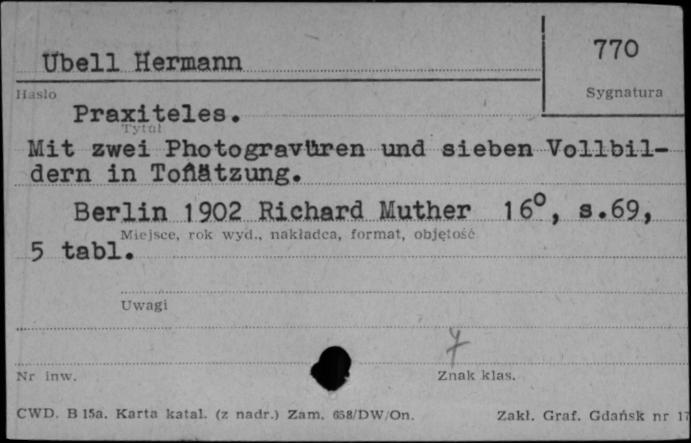 Ubell Hermann
770
Hasło
Sygnatura
Praxiteles.
Tytuł
Mit zwei Photogravüren und sieben Vollbil-
dern in Tonätzung.
Berlin 1902 Richard Muther 16°, s.69,
Miejsce, rok wyd., nakładca, format, objętość
5 tabl.
Uwagi
7
Nr inw.
Znak klas.
CWD. B 15a. Karta katal. (z nadr.) Zam. 658/DW/On.
Zakł. Graf. Gdańsk nr 17